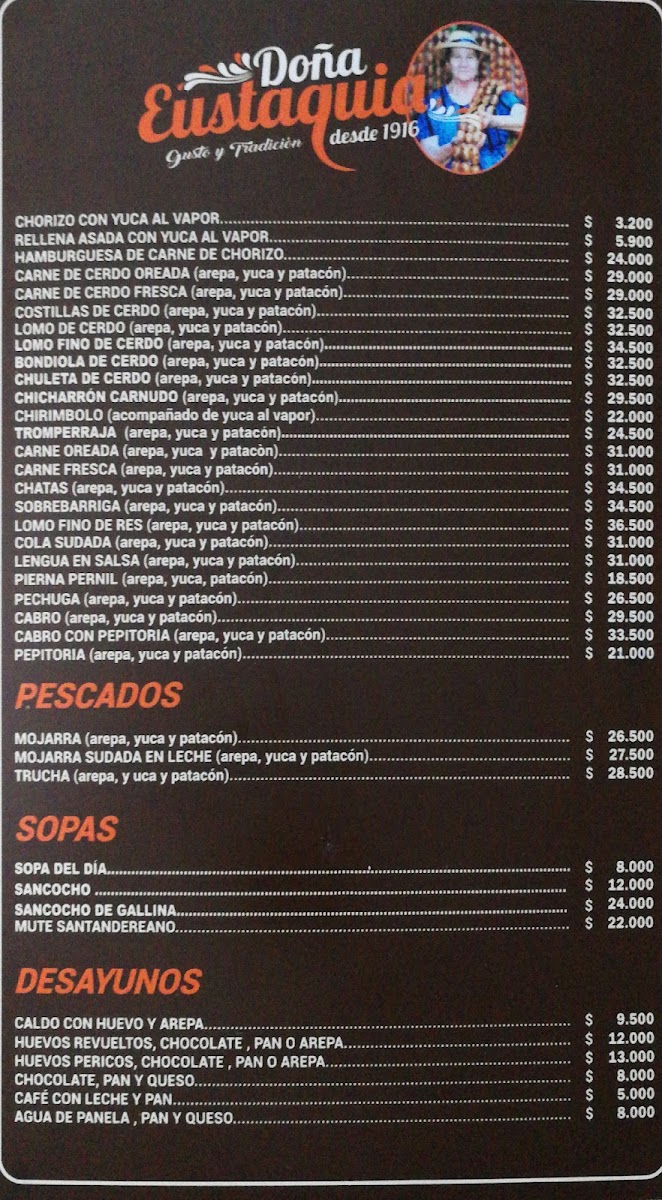 Doña
Eustaquia
Gusto y Tradición desde 1916
CHORIZO CON YUCA AL VAPOR........ $ 3.200
RELLENA ASADA CON YUCA AL VAPOR........ $ 5.900
HAMBURGUESA DE CARNE DE CHORIZO........ $ 24.000
CARNE DE CERDO OREADA (arepa, yuca y patacón)........ $ 29.000
CARNE DE CERDO FRESCA (arepa, yuca y patacón)........ $ 29.000
COSTILLAS DE CERDO (arepa, yuca y patacón)........ $ 32.500
LOMO DE CERDO (arepa, yuca y patacón)........ $ 32.500
LOMO FINO DE CERDO (arepa, yuca y patacón)........ $ 34.500
BONDIOLA DE CERDO (arepa, yuca y patacón)........ $ 32.500
CHULETA DE CERDO (arepa, yuca y patacón)........ $ 32.500
CHICHARRÓN CARNUDO (arepa, yuca y patacón)........ $ 29.500
CHIRIMBOLO (acompañado de yuca al vapor)........ $ 22.000
TROMPERRAJA (arepa, yuca y patacón)........ $ 24.500
CARNE OREADA (arepa, yuca y patacòn)........ $ 31.000
CARNE FRESCA (arepa, yuca y patacón)........ $ 31.000
CHATAS (arepa, yuca y patacón)........ $ 34.500
SOBREBARRIGA (arepa, yuca y patacón)........ $ 34.500
LOMO FINO DE RES (arepa, yuca y patacón)........ $ 36.500
COLA SUDADA (arepa, yuca y patacón)........ $ 31.000
LENGUA EN SALSA (arepa, yuca y patacón)........ $ 31.000
PIERNA PERNIL (arepa, yuca y patacón)........ $ 18.500
PECHUGA (arepa, yuca y patacón)........ $ 26.500
CABRO (arepa, yuca y patacón)........ $ 29.500
CABRO CON PEPITORIA (arepa, yuca y patacón)........ $ 33.500
PEPITORIA (arepa, yuca y patacón)........ $ 21.000
PESCADOS
MOJARRA (arepa, yuca y patacón)........ $ 26.500
MOJARRA SUDADA EN LECHE (arepa, yuca y patacón)........ $ 27.500
TRUCHA (arepa, y uca y patacón)........ $ 28.500
SOPAS
SOPA DEL DÍA........ $ 8.000
SANCOCHO ........ $ 12.000
SANCOCHO DE GALLINA........ $ 24.000
MUTE SANTANDEREANO........ $ 22.000
DESAYUNOS
CALDO CON HUEVO Y AREPA........ $ 9.500
HUEVOS REVUELTOS, CHOCOLATE , PAN O AREPA........ $ 12.000
HUEVOS PERICOS, CHOCOLATE , PAN O AREPA........ $ 13.000
CHOCOLATE, PAN Y QUESO........ $ 8.000
CAFÉ CON LECHE Y PAN........ $ 5.000
AGUA DE PANELA , PAN Y QUESO........ $ 8.000